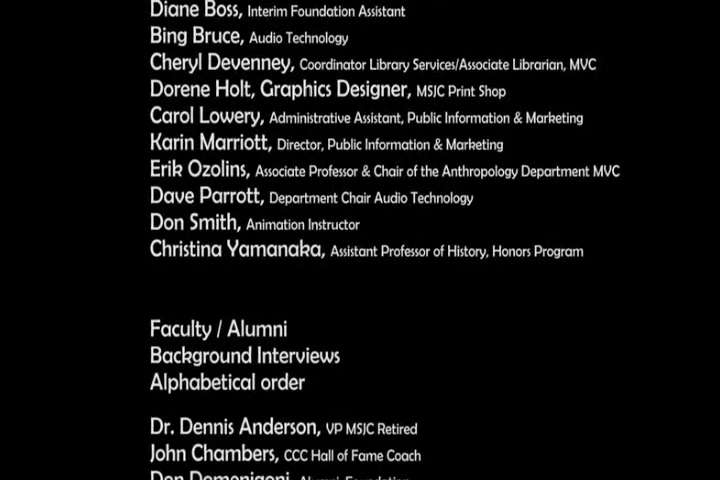 Diane Boss, Interim Foundation Assistant
Bing Bruce, Audio Technology
Cheryl Devenney, Coordinator Library Services/Associate Librarian, MVC
Dorene Holt, Graphics Designer, MSJC Print Shop
Carol Lowery, Administrative Assistant, Public Information & Marketing
Karin Marriott, Director, Public Information & Marketing
Erik Ozolins, Associate Professor & Chair of the Anthropology Department MVC
Dave Parrott, Department Chair Audio Technology
Don Smith, Animation Instructor
Christina Yamanaka, Assistant Professor of History, Honors Program
Faculty / Alumni
Background Interviews
Alphabetical order
Dr. Dennis Anderson, VP MSJC Retired
John Chambers, CCC Hall of Fame Coach
Don Domenigoni, Alumni, Foundation